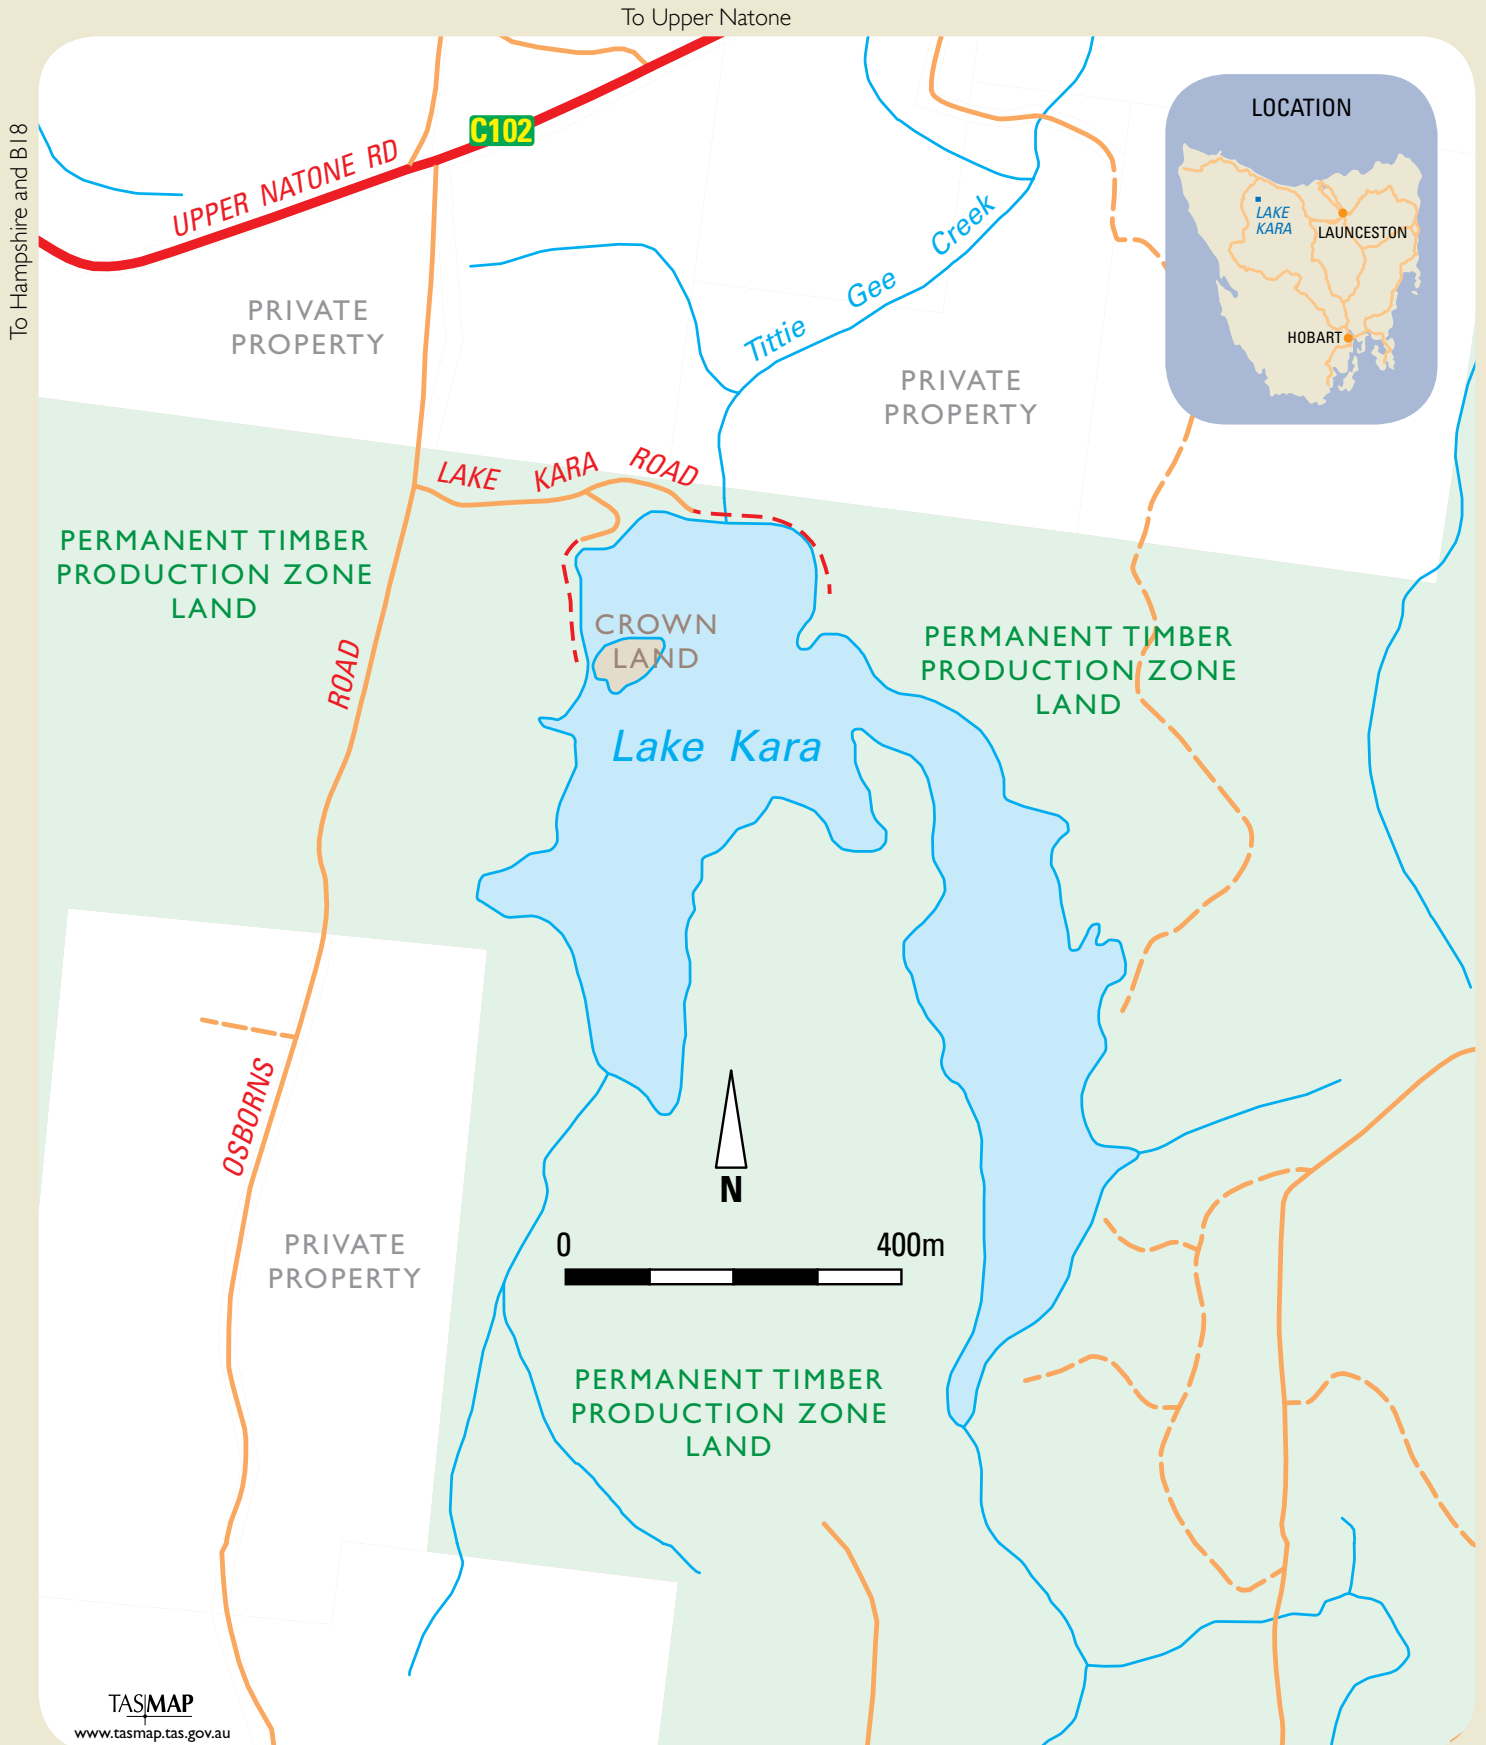 To Upper Natone
To Hampshire and B18
LOCATION
LAKE
KARA
LAUNCESTON
HOBART
C102
UPPER NATONE RD
Tittie Gee Creek
PRIVATE
PROPERTY
PRIVATE
PROPERTY
LAKE KARA ROAD
PERMANENT TIMBER
PRODUCTION ZONE
LAND
CROWN
LAND
PERMANENT TIMBER
PRODUCTION ZONE
LAND
Lake Kara
OSBORNS ROAD
N
0 400m
PRIVATE
PROPERTY
PERMANENT TIMBER
PRODUCTION ZONE
LAND
TASMAP
www.tasmap.tas.gov.au